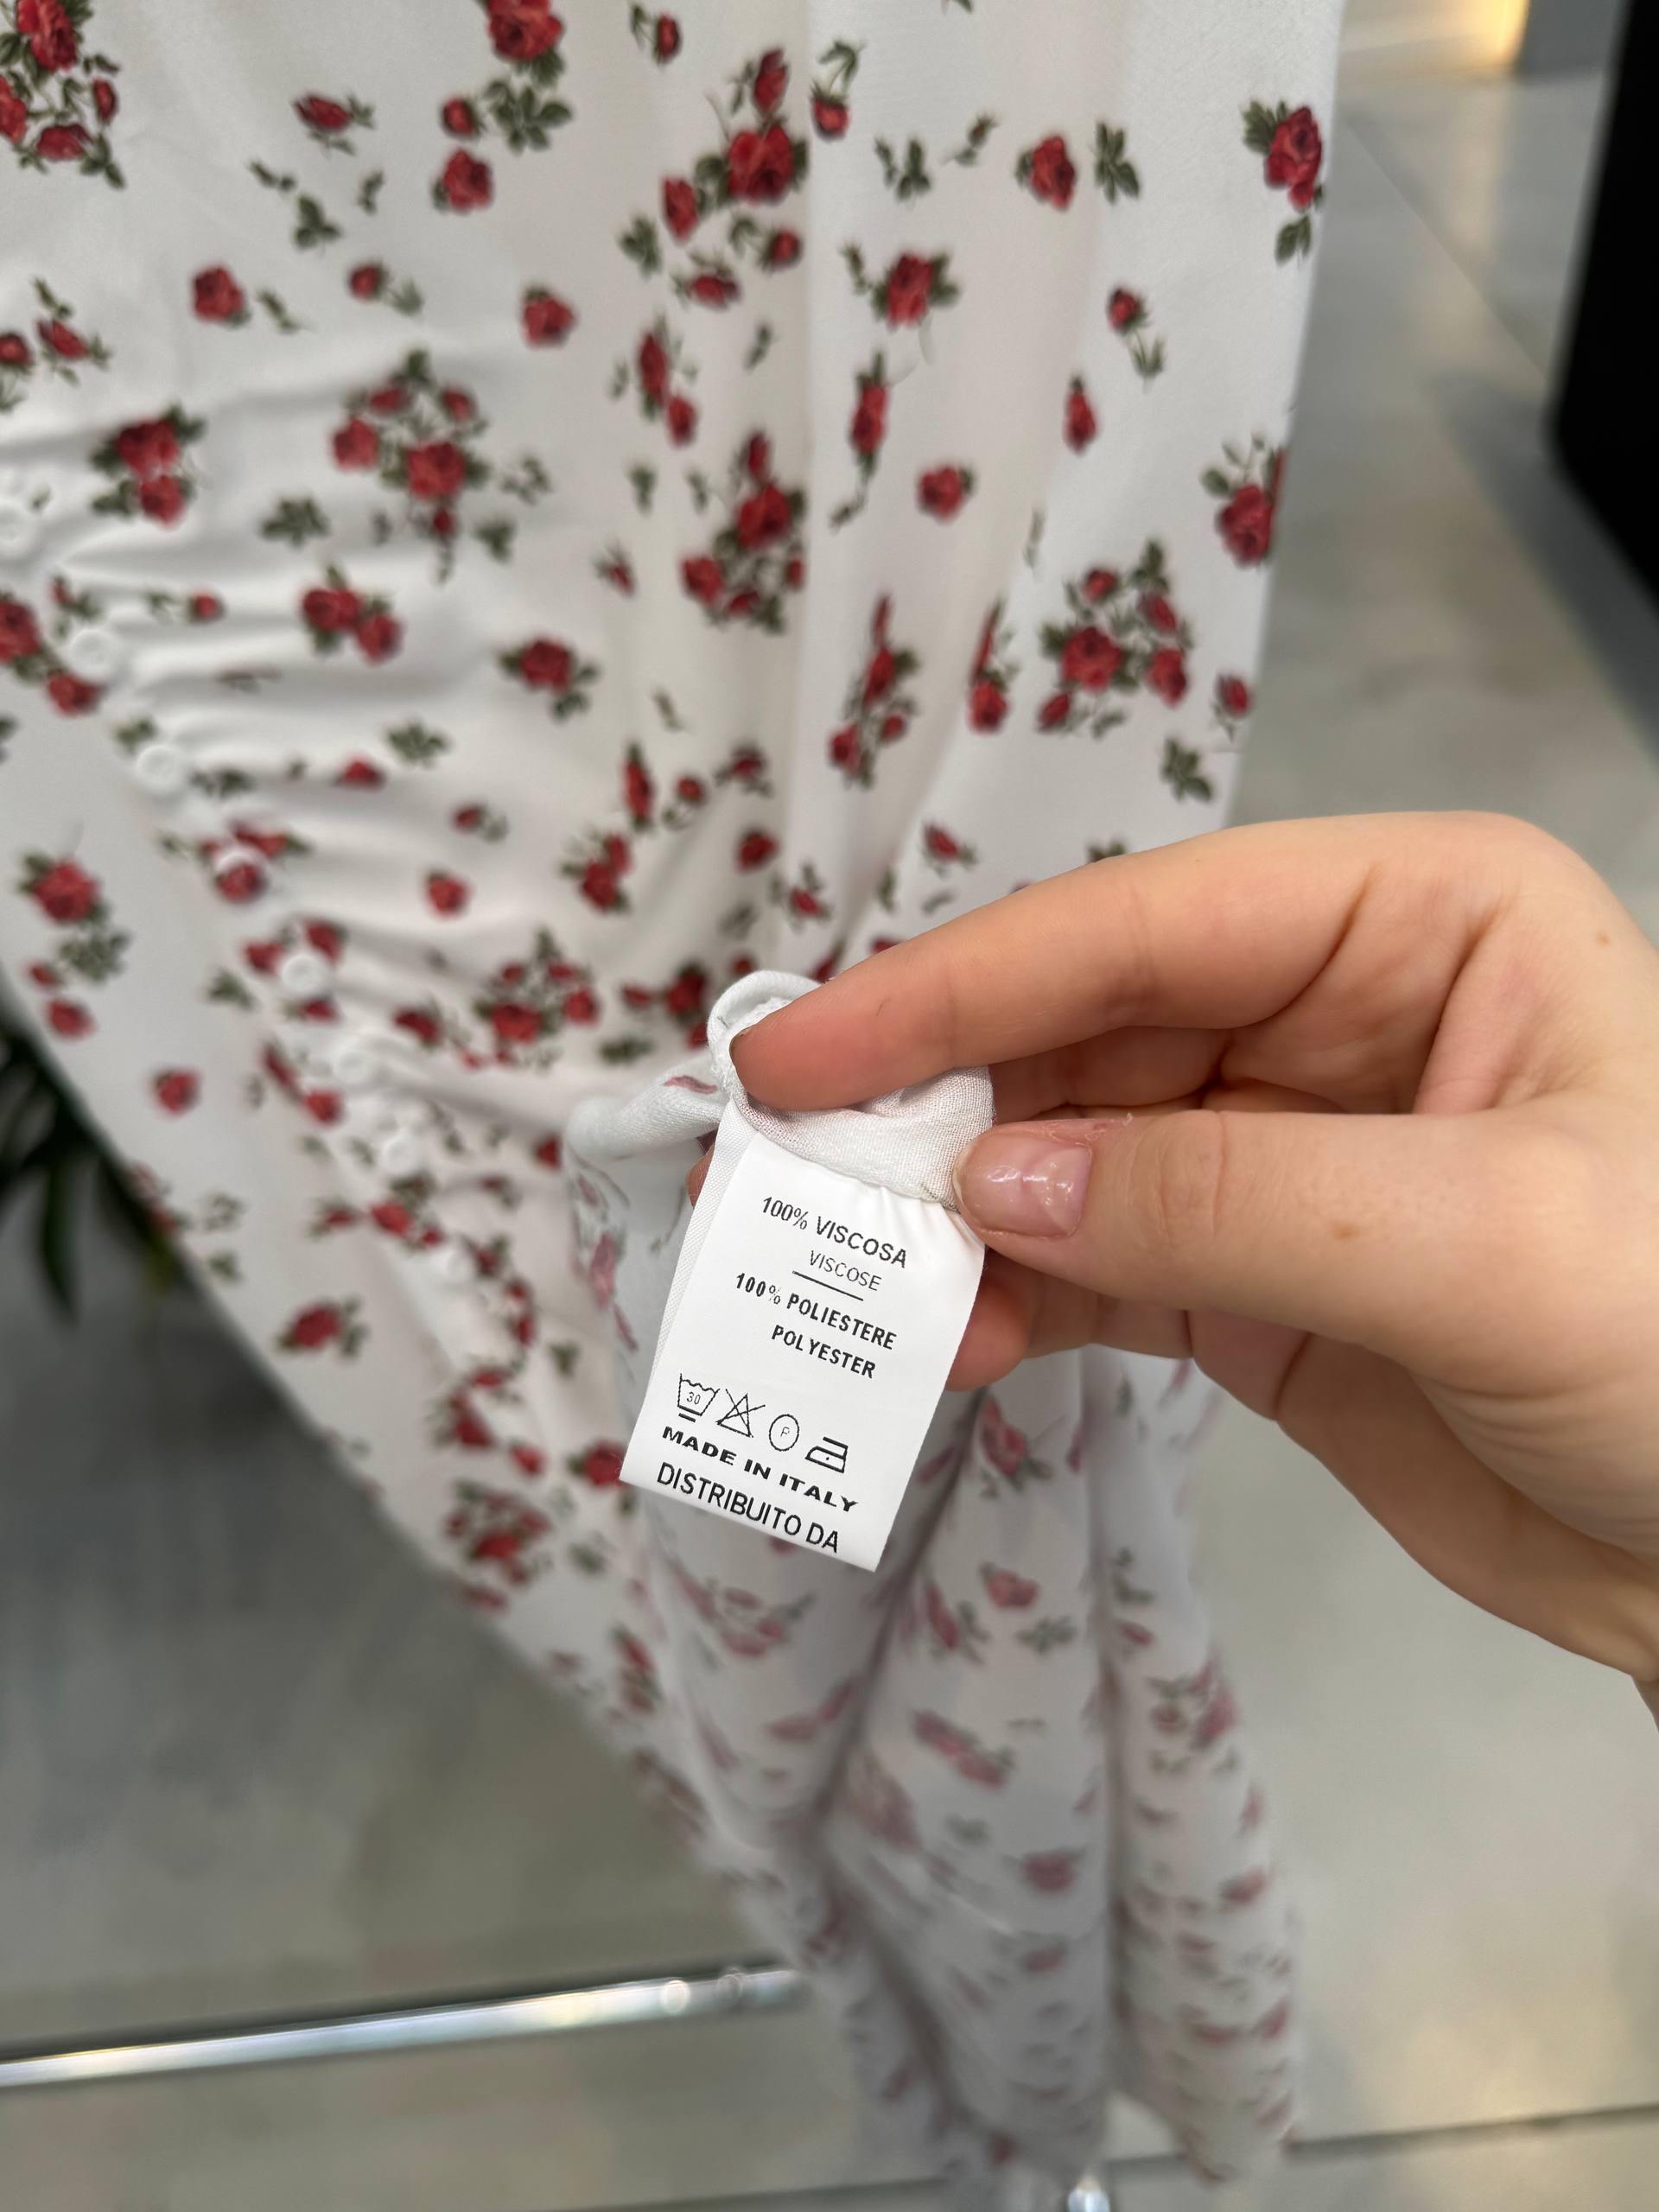 100% VISCOSA
VISCOSE
100% POLIESTERE
POLYESTER
30 P
MADE IN ITALY
DISTRIBUITO DA